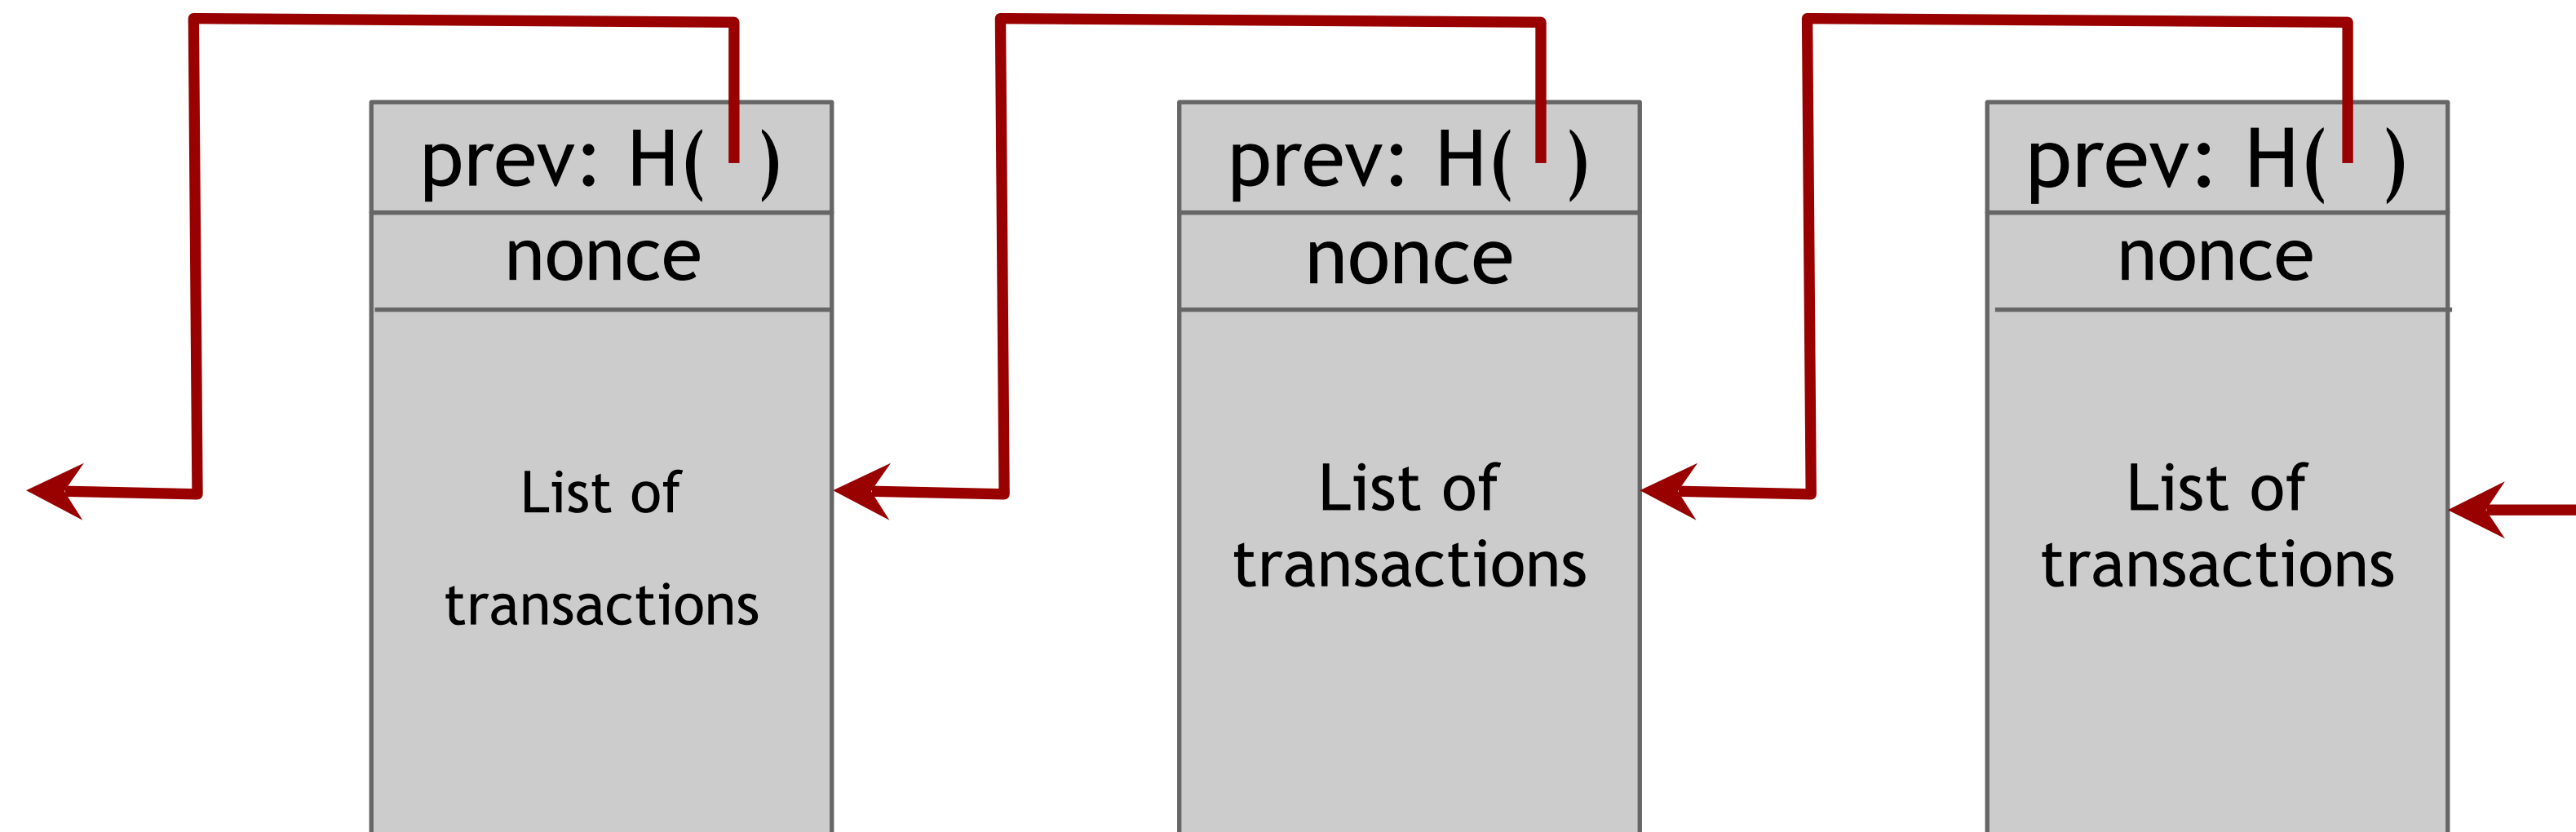 prev: H( )
nonce
List of
transactions
prev: H( )
nonce
List of
transactions
prev: H( )
nonce
List of
transactions